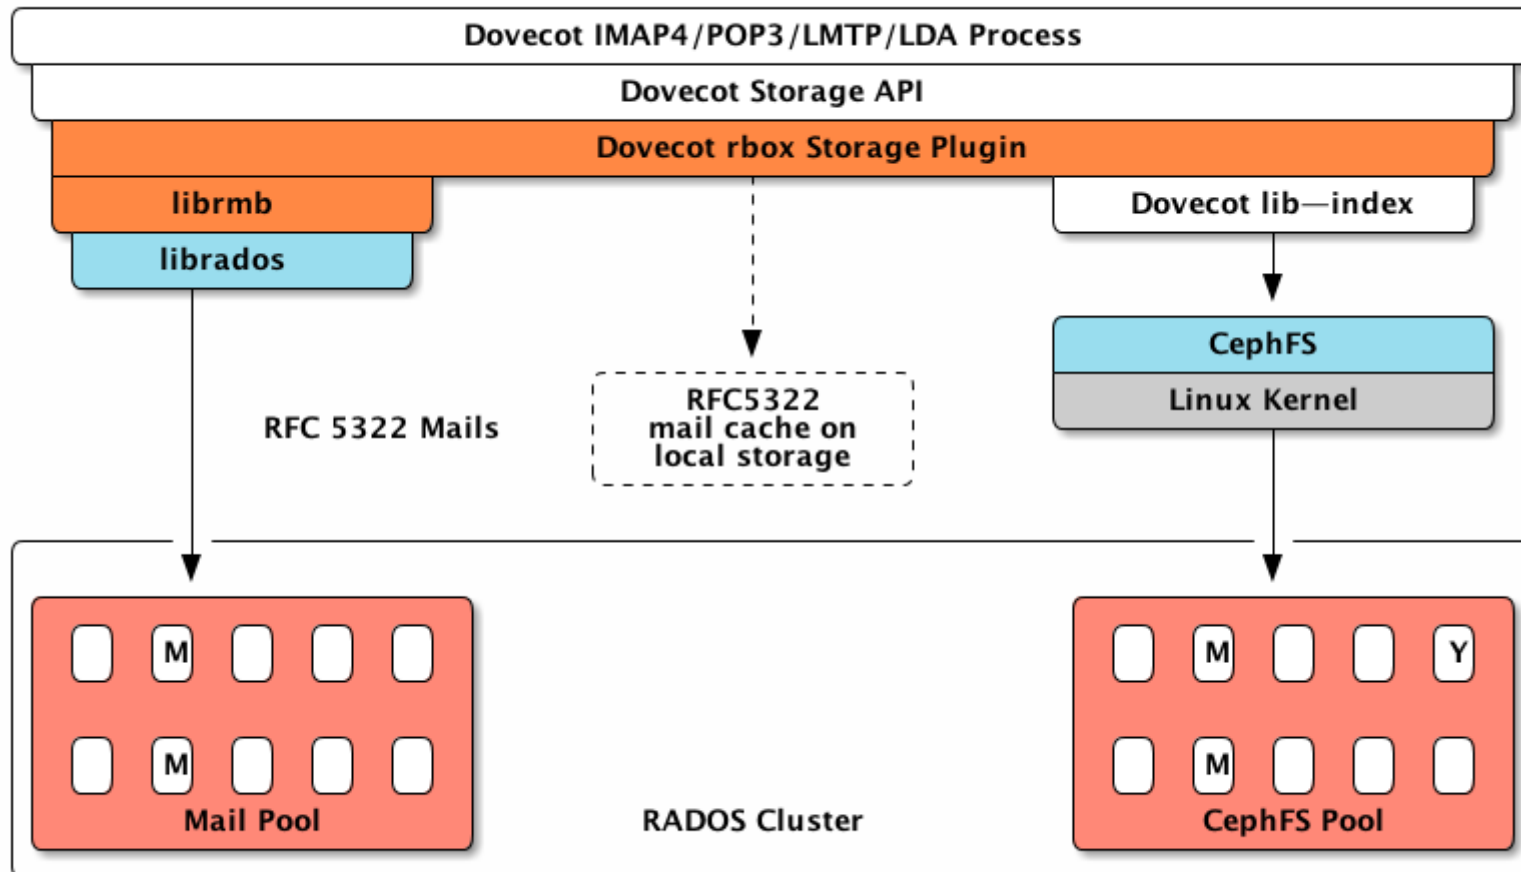 Dovecot IMAP4/POP3/LMTP/LDA Process
Dovecot Storage API
Dovecot rbox Storage Plugin
librmb
Dovecot lib—index
librados
CephFS
Linux Kernel
RFC 5322 Mails
RFC5322
mail cache on
local storage
M
M
Mail Pool
RADOS Cluster
M
Y
M
CephFS Pool